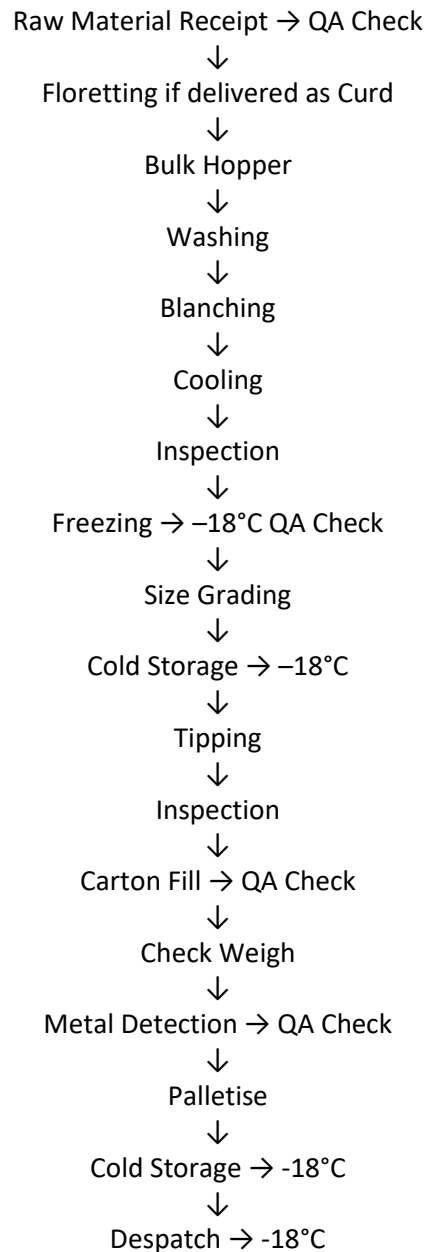 Raw Material Receipt → QA Check
↓
Floretting if delivered as Curd
↓
Bulk Hopper
↓
Washing
↓
Blanching
↓
Cooling
↓
Inspection
↓
Freezing → –18°C QA Check
↓
Size Grading
↓
Cold Storage → –18°C
↓
Tipping
↓
Inspection
↓
Carton Fill → QA Check
↓
Check Weigh
↓
Metal Detection → QA Check
↓
Palletise
↓
Cold Storage → -18°C
↓
Despatch → -18°C